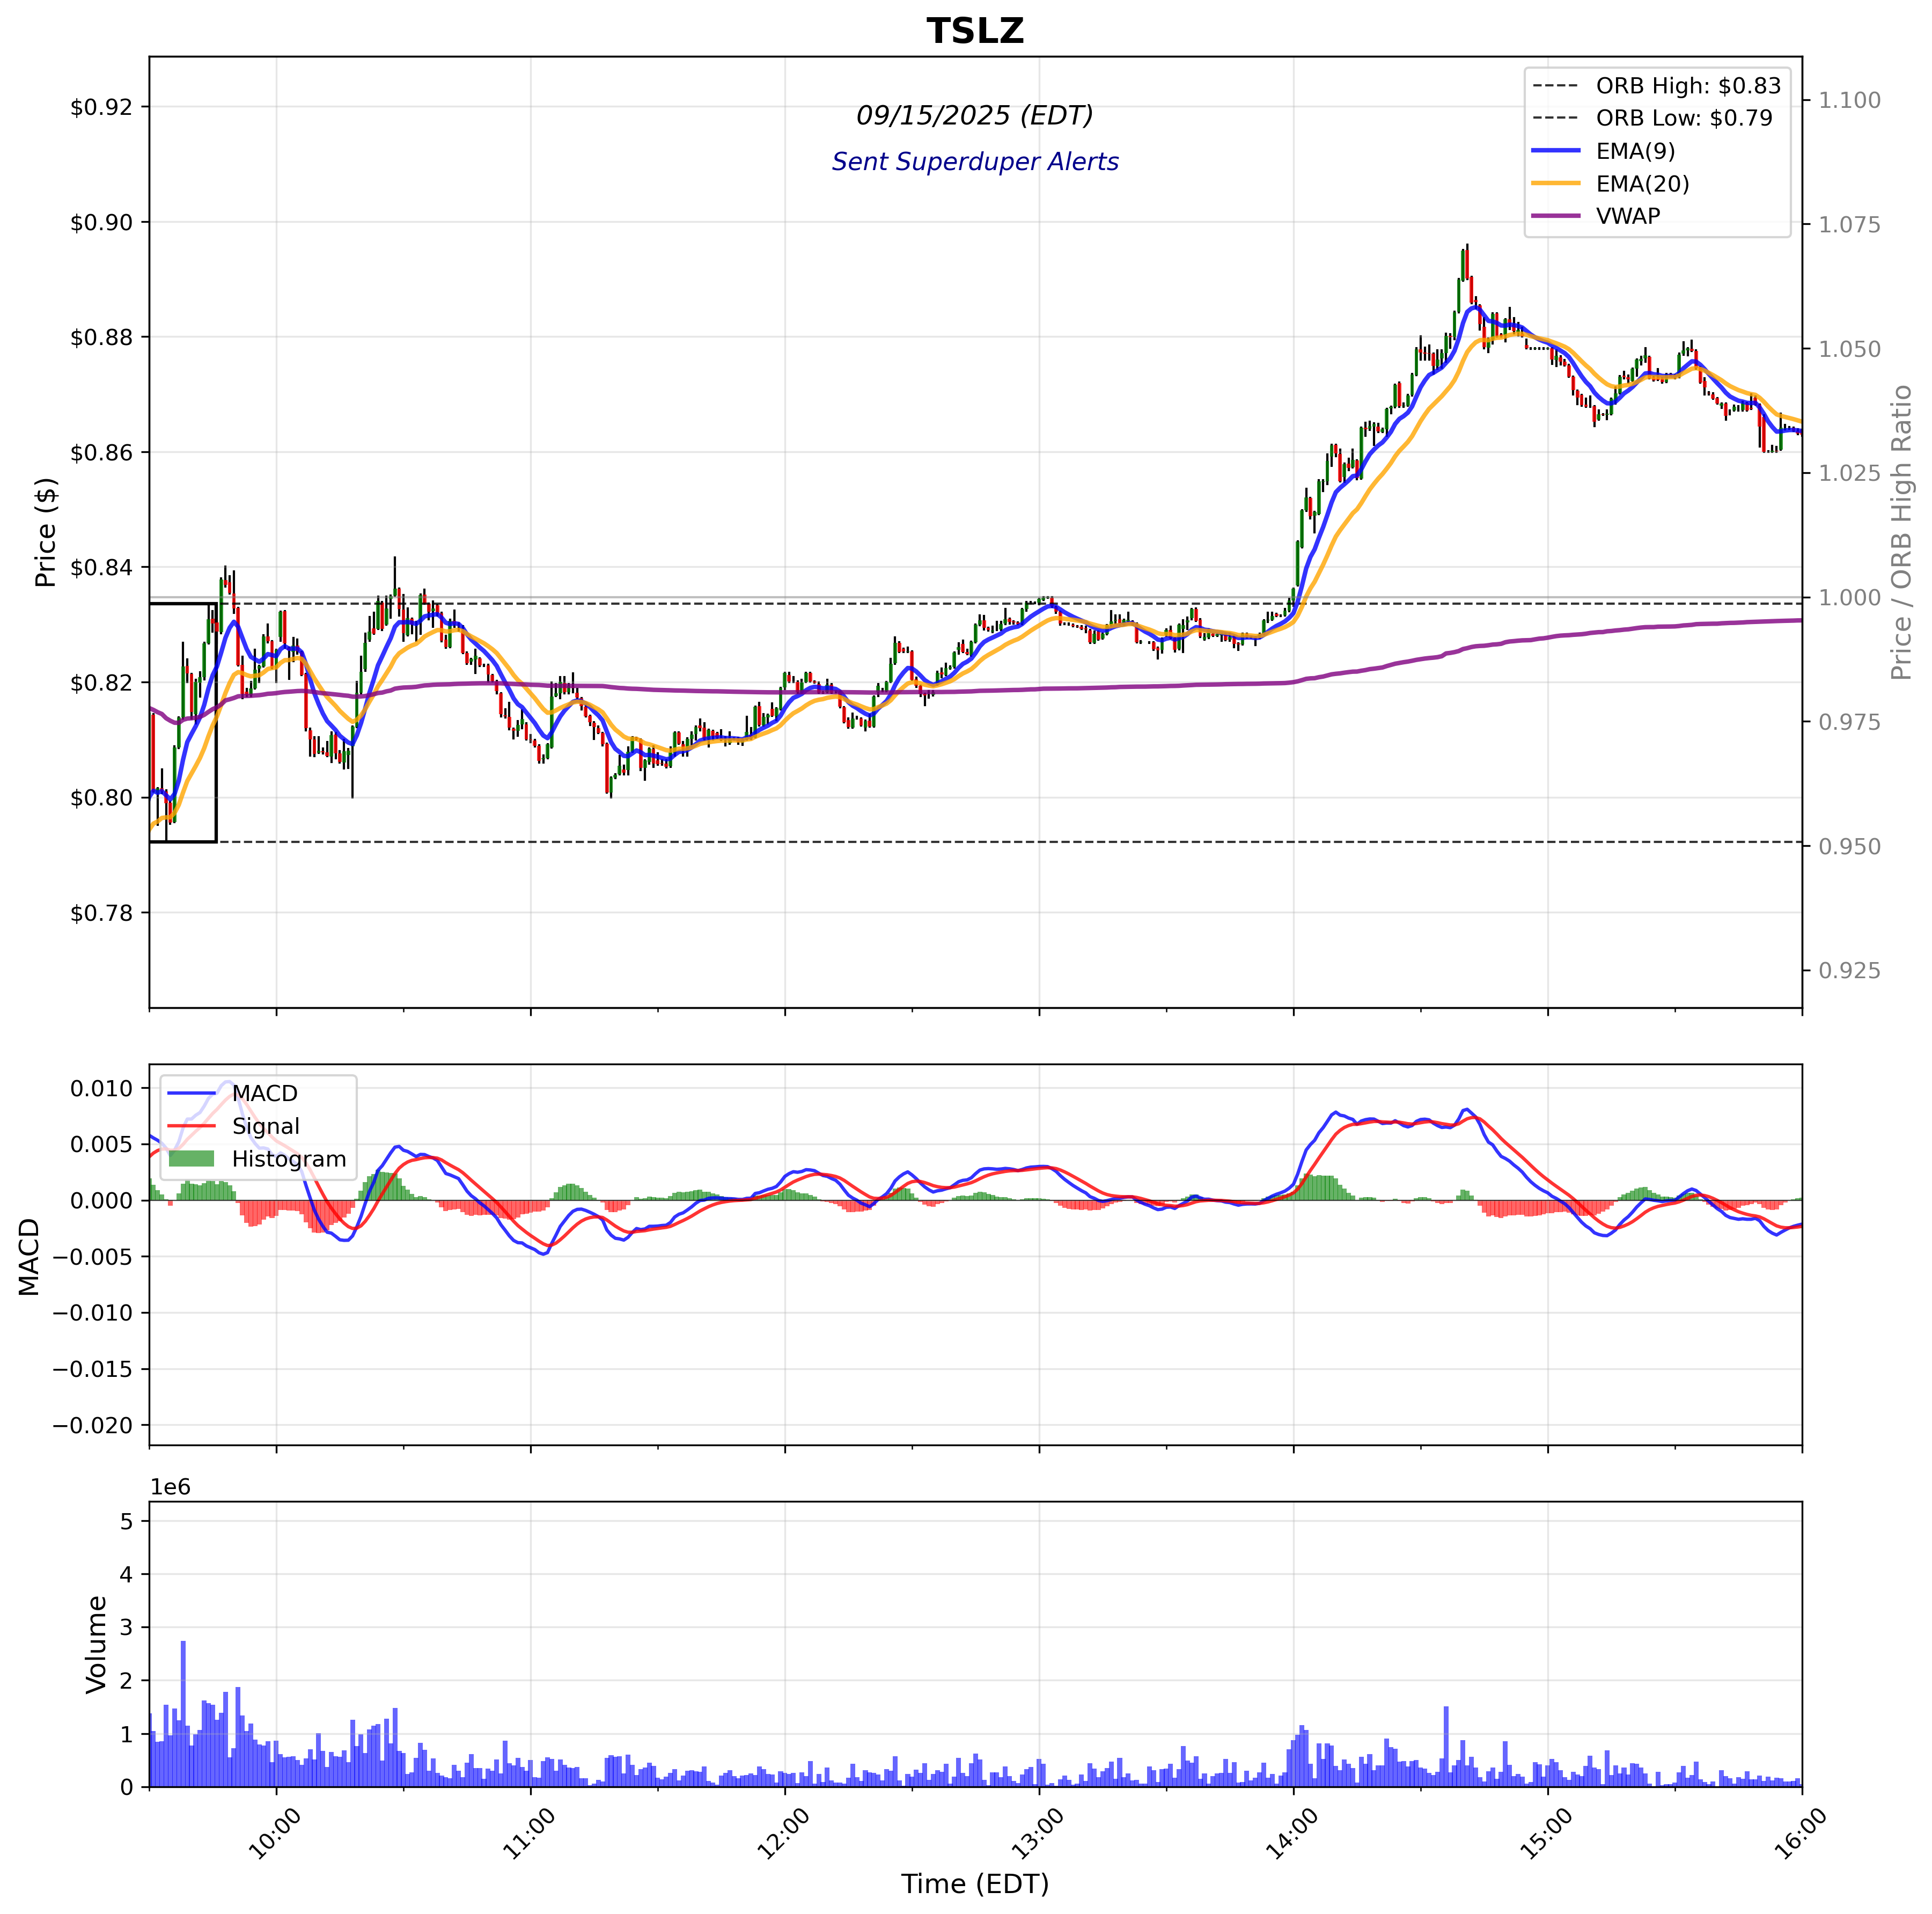 TSLZ
09/15/2025 (EDT)
Sent Superduper Alerts
ORB High: $0.83
ORB Low: $0.79
EMA(9)
EMA(20)
VWAP
Price ($)
$0.92
$0.90
$0.88
$0.86
$0.84
$0.82
$0.80
$0.78
Price / ORB High Ratio
1.100
1.075
1.050
1.025
1.000
0.975
0.950
0.925
MACD
Signal
Histogram
MACD
0.010
0.005
0.000
−0.005
−0.010
−0.015
−0.020
1e6
Volume
5
4
3
2
1
0
10:00
11:00
12:00
13:00
14:00
15:00
16:00
Time (EDT)